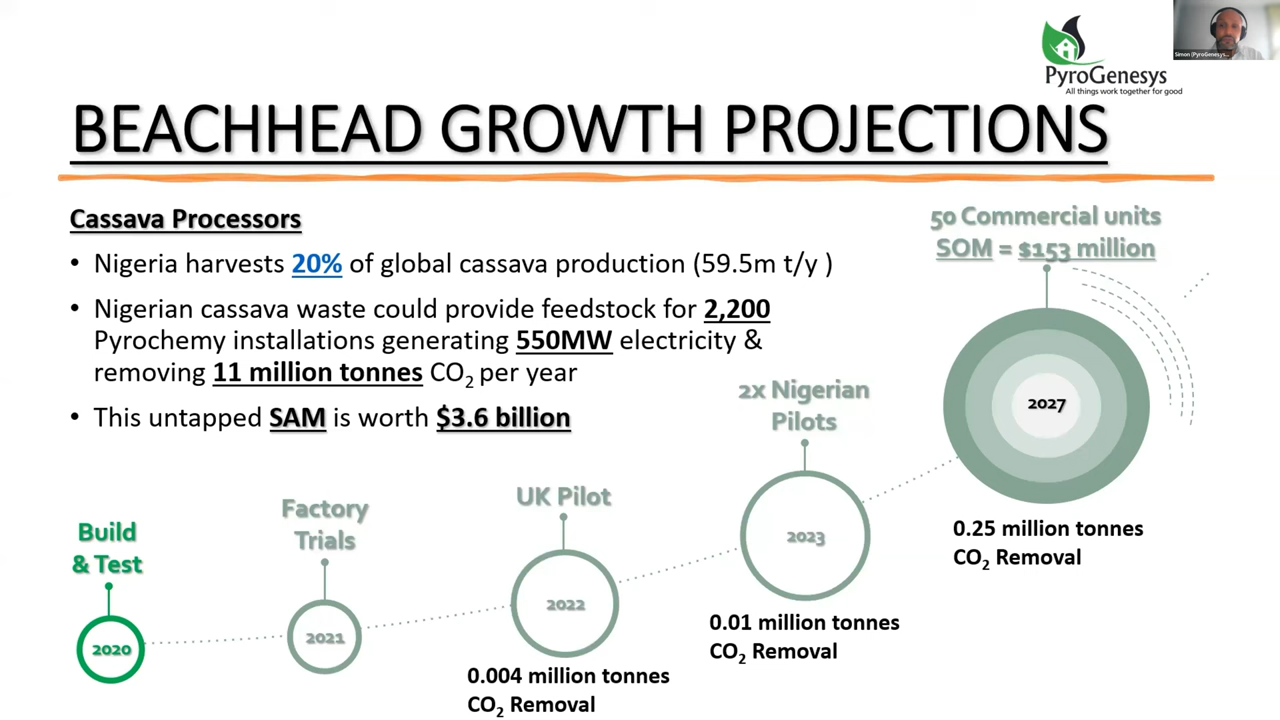 Simon (PyroGenesys...
PyroGenesys
All things work together for good
BEACHHEAD GROWTH PROJECTIONS
Cassava Processors
• Nigeria harvests 20% of global cassava production (59.5m t/y )
• Nigerian cassava waste could provide feedstock for 2,200
Pyrochemy installations generating 550MW electricity &
removing 11 million tonnes CO2 per year
• This untapped SAM is worth $3.6 billion
Build
& Test
2020
Factory
Trials
2021
UK Pilot
2022
0.004 million tonnes
CO2 Removal
2x Nigerian
Pilots
2023
0.01 million tonnes
CO2 Removal
50 Commercial units
SOM = $153 million
2027
0.25 million tonnes
CO2 Removal